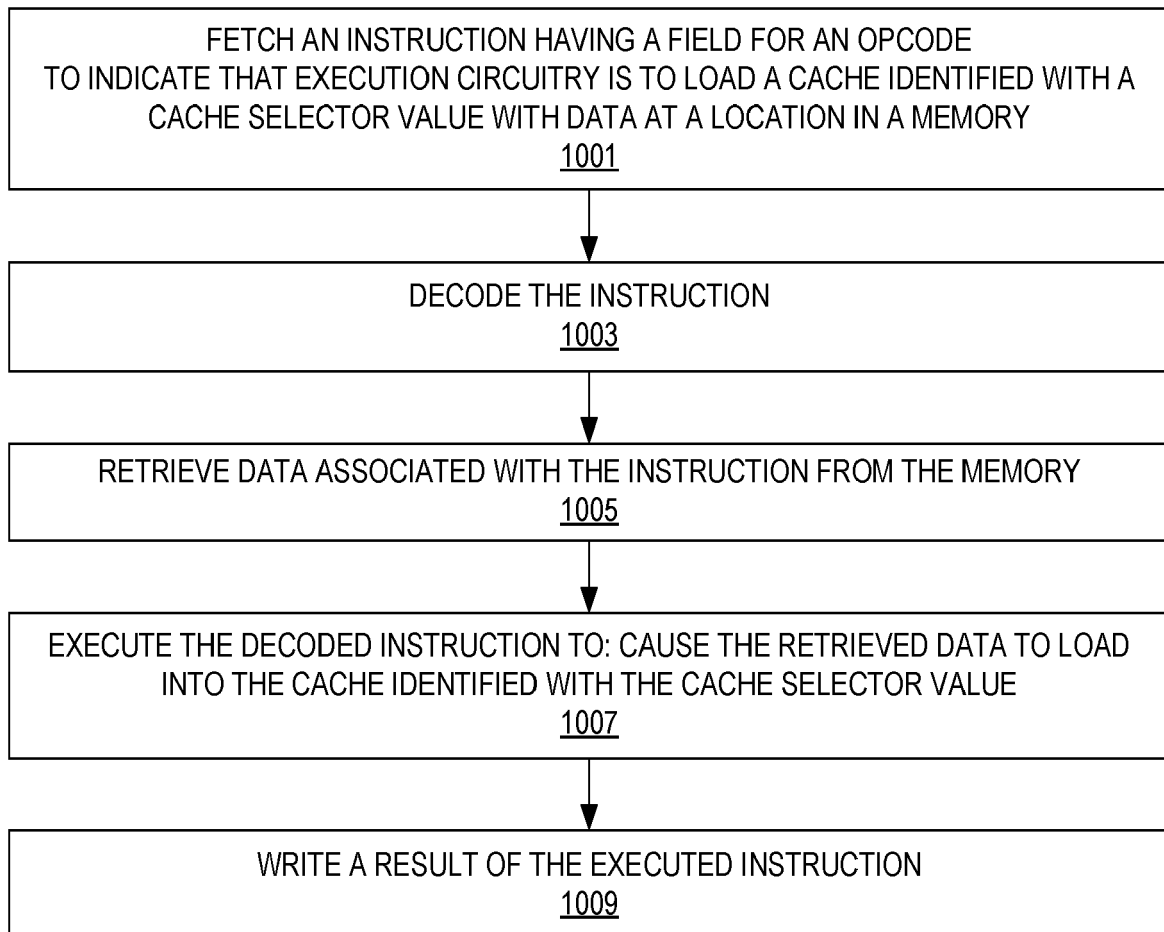 FETCH AN INSTRUCTION HAVING A FIELD FOR AN OPCODE
TO INDICATE THAT EXECUTION CIRCUITRY IS TO LOAD A CACHE IDENTIFIED WITH A
CACHE SELECTOR VALUE WITH DATA AT A LOCATION IN A MEMORY
1001
DECODE THE INSTRUCTION
1003
RETRIEVE DATA ASSOCIATED WITH THE INSTRUCTION FROM THE MEMORY
1005
EXECUTE THE DECODED INSTRUCTION TO: CAUSE THE RETRIEVED DATA TO LOAD
INTO THE CACHE IDENTIFIED WITH THE CACHE SELECTOR VALUE
1007
WRITE A RESULT OF THE EXECUTED INSTRUCTION
1009